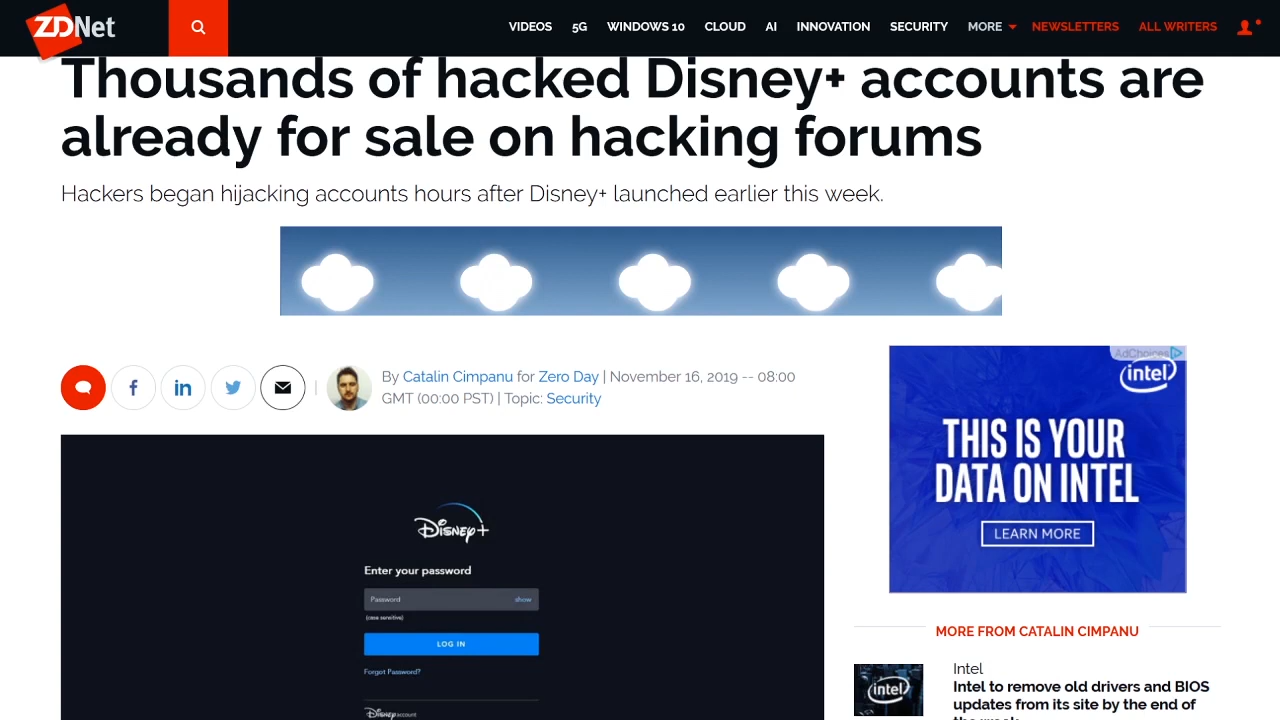 ZDNet
VIDEOS 5G WINDOWS 10 CLOUD AI INNOVATION SECURITY MORE NEWSLETTERS ALL WRITERS
Thousands of hacked Disney+ accounts are
already for sale on hacking forums
Hackers began hijacking accounts hours after Disney+ launched earlier this week.
By Catalin Cimpanu for Zero Day | November 16, 2019 -- 08:00
GMT (00:00 PST) | Topic: Security
AdChoices
intel
THIS IS YOUR
DATA ON INTEL
LEARN MORE
Disney+
Enter your password
Password show
(case sensitive)
LOG IN
Forgot Password?
Disney account
MORE FROM CATALIN CIMPANU
intel
Intel
Intel to remove old drivers and BIOS
updates from its site by the end of